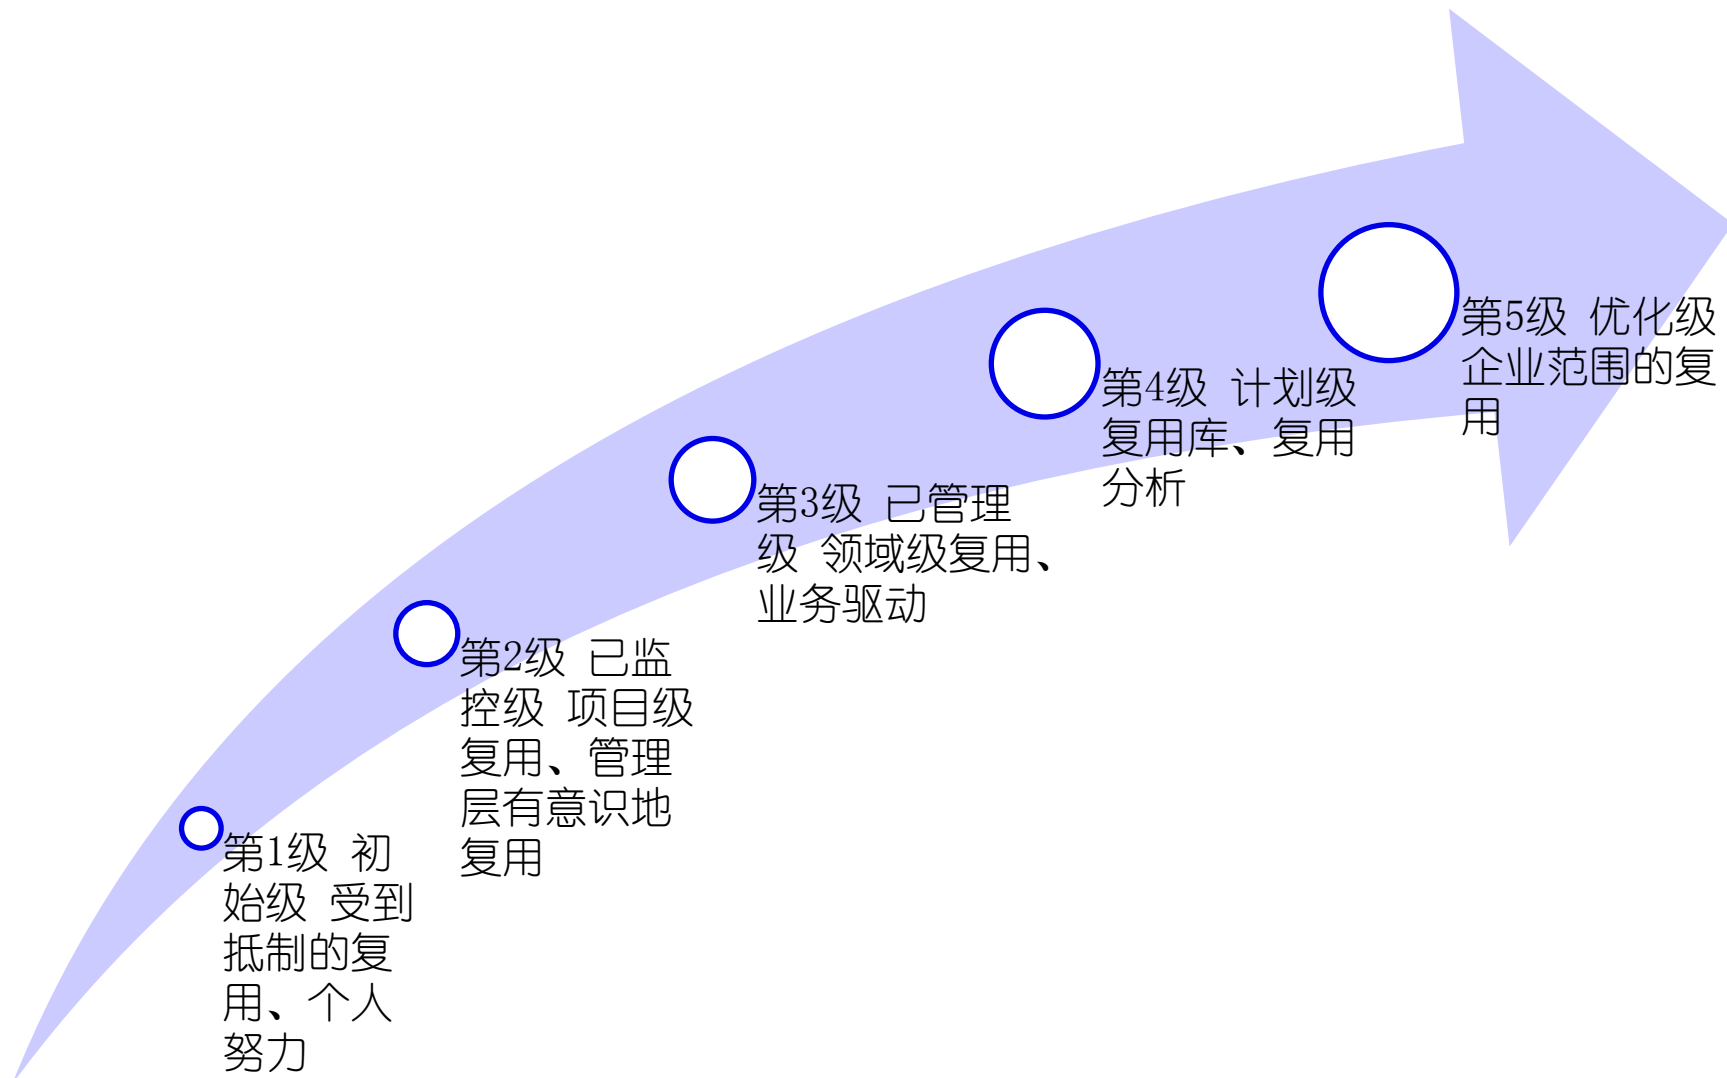 第1级 初
始级 受到
抵制的复
用、个人
努力
第2级 已监
控级 项目级
复用、管理
层有意识地
复用
第3级 已管理
级 领域级复用、
业务驱动
第4级 计划级
复用库、复用
分析
第5级 优化级
企业范围的复
用